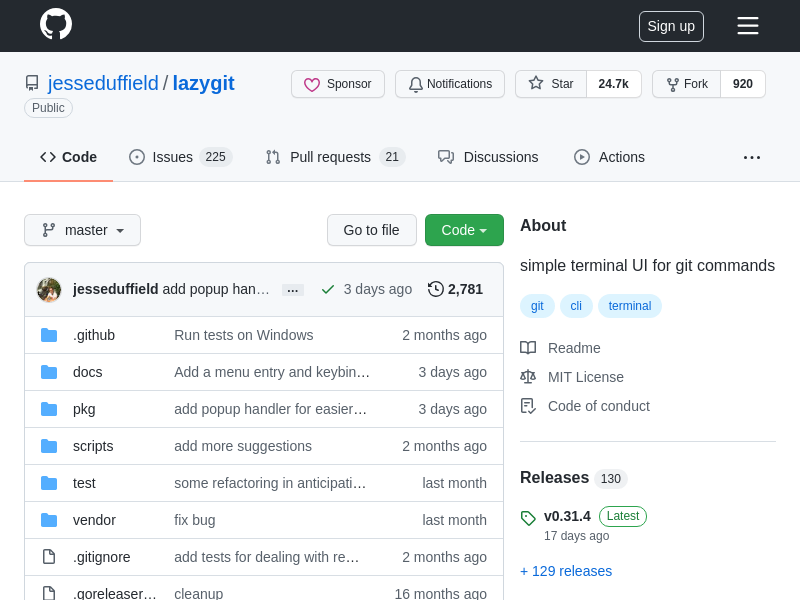 Sign up
jesseduffield / lazygit
Public
Sponsor
Notifications
Star 24.7k
Fork 920
Code
Issues 225
Pull requests 21
Discussions
Actions
master
Go to file
Code
jesseduffield add popup han… ... 3 days ago 2,781
.github Run tests on Windows 2 months ago
docs Add a menu entry and keybin… 3 days ago
pkg add popup handler for easier… 3 days ago
scripts add more suggestions 2 months ago
test some refactoring in anticipati… last month
vendor fix bug last month
.gitignore add tests for dealing with re… 2 months ago
.goreleaser… cleanup 16 months ago
About
simple terminal UI for git commands
git cli terminal
Readme
MIT License
Code of conduct
Releases 130
v0.31.4 Latest
17 days ago
+ 129 releases